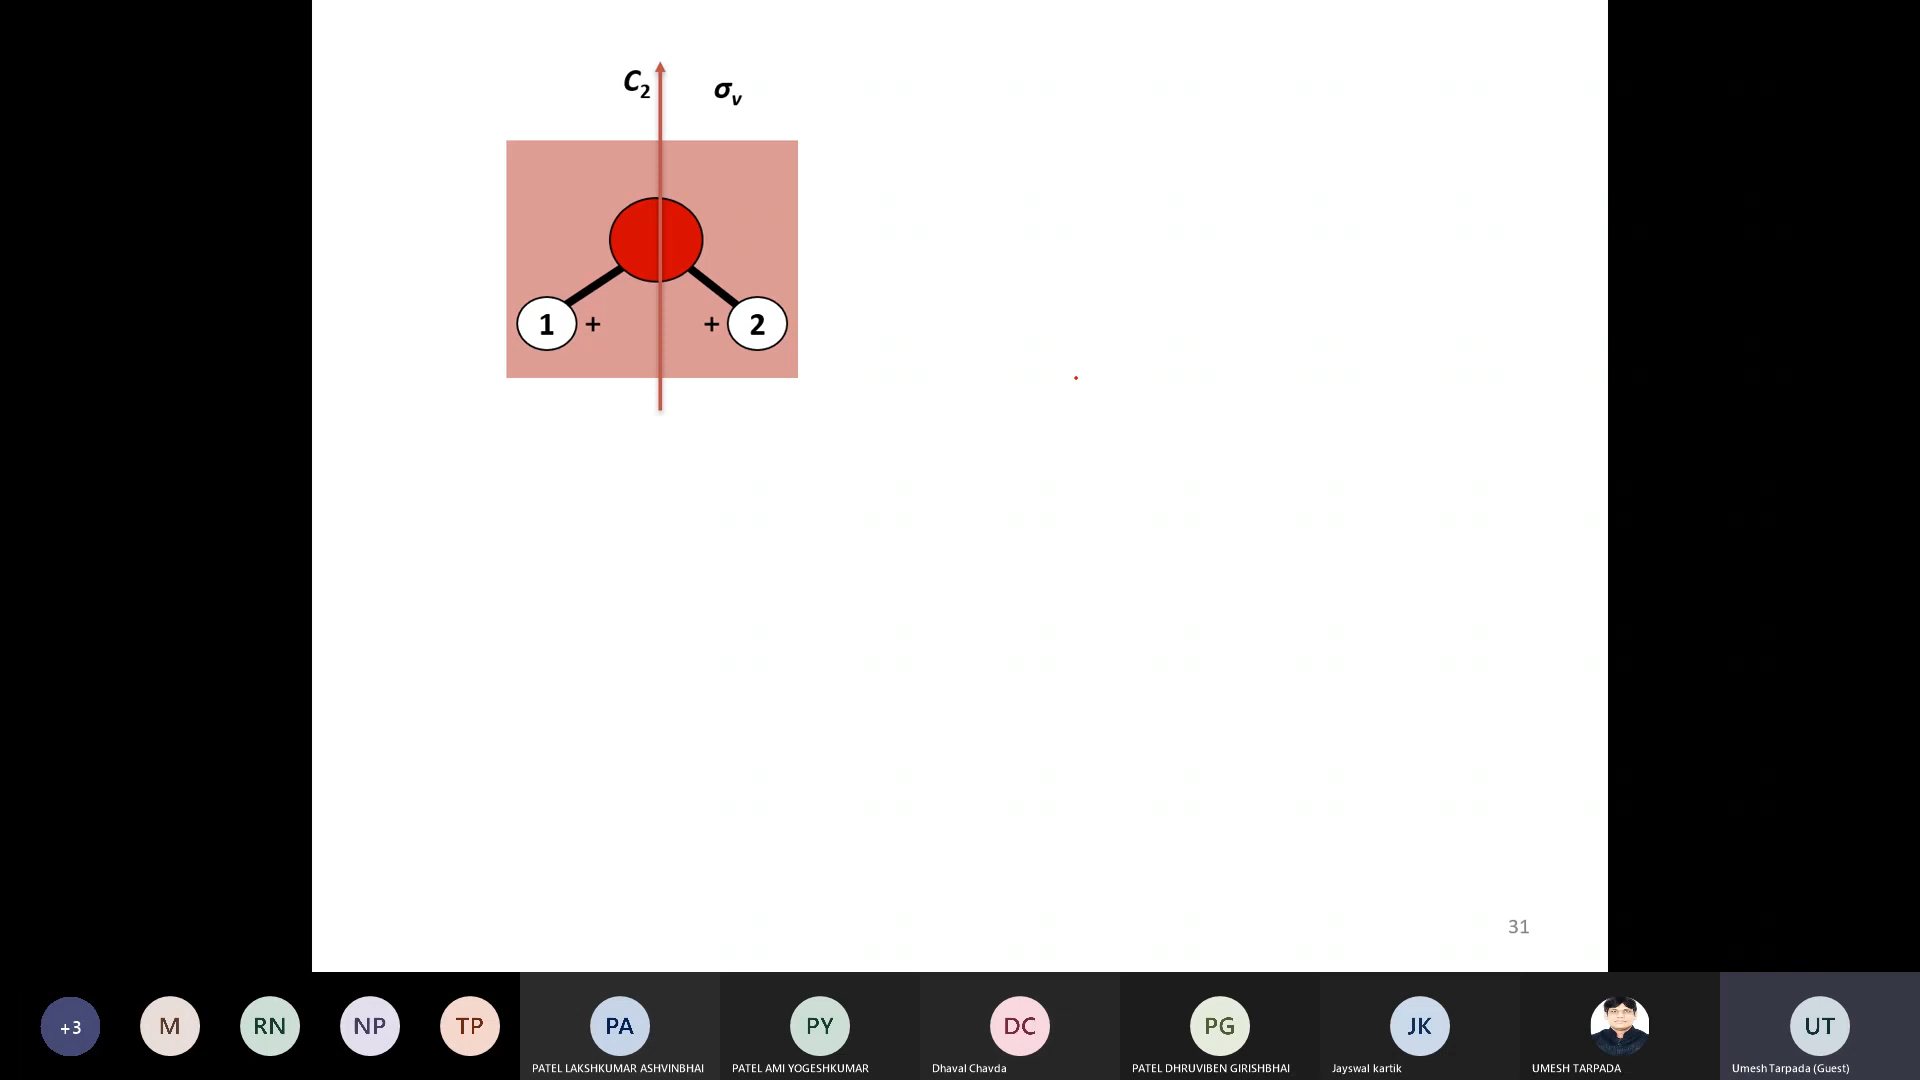 C2 σv
1 + + 2
31
+3 M RN NP TP PA PY DC PG JK UT
PATEL LAKSHKUMAR ASHVINBHAI PATEL AMI YOGESHKUMAR Dhaval Chavda PATEL DHRUVIBEN GIRISHBHAI Jayswal kartik UMESH TARPADA Umesh Tarpada (Guest)